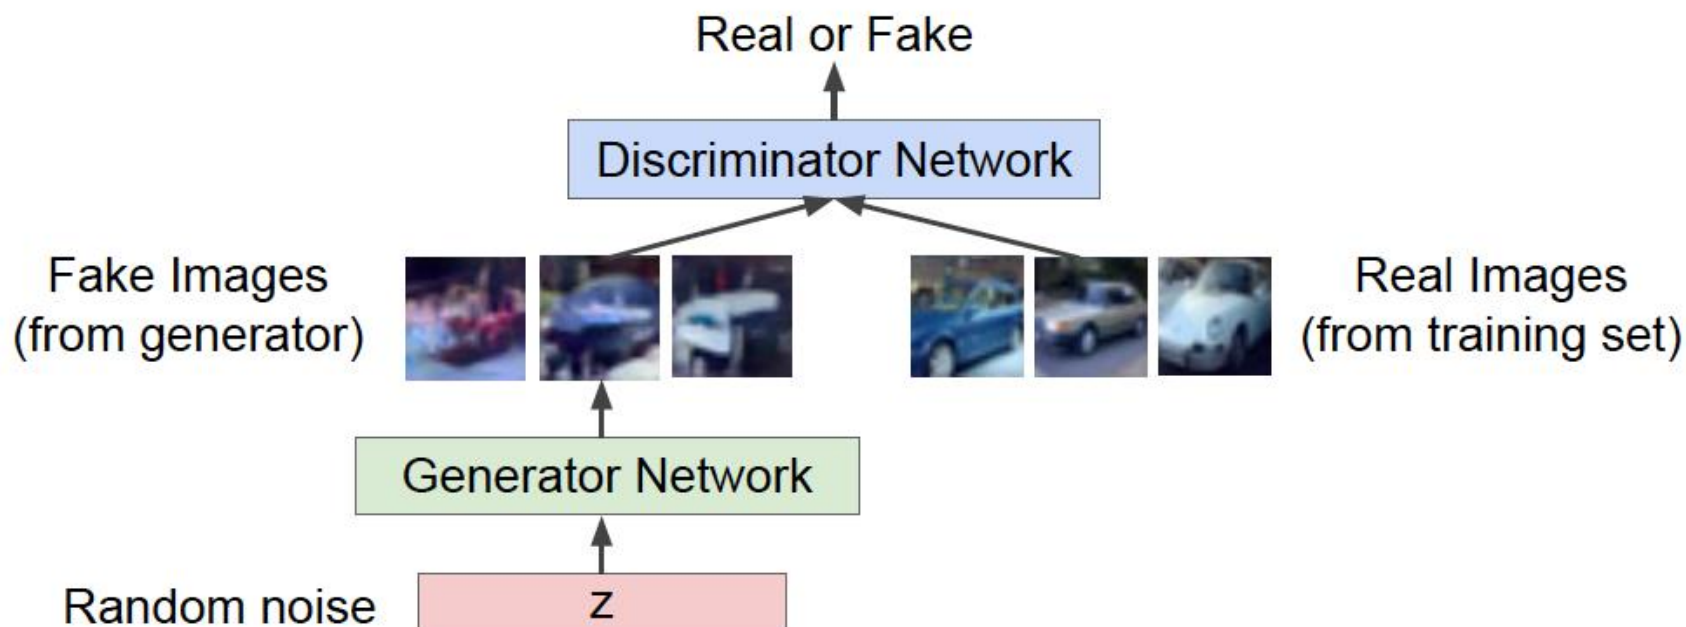 Real or Fake
Discriminator Network
Fake Images
(from generator)
Real Images
(from training set)
Generator Network
Random noise
z